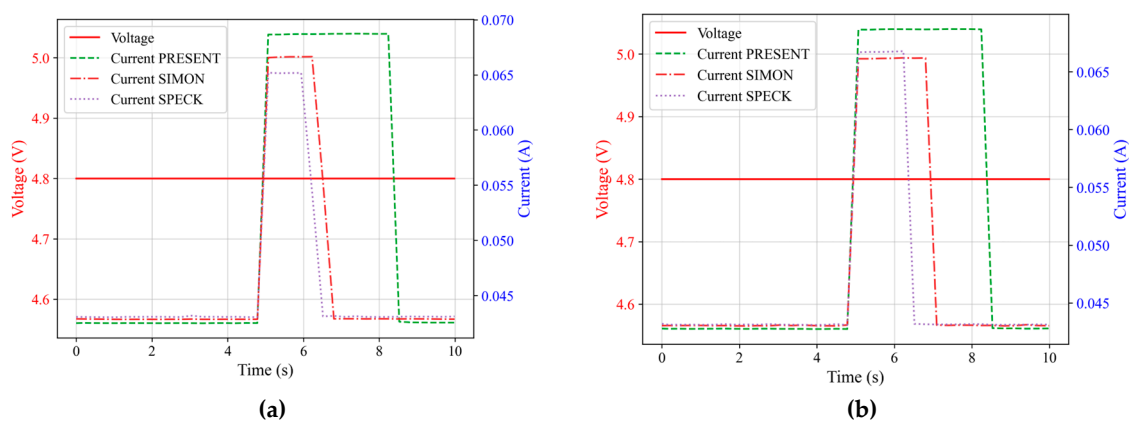 Voltage
Current PRESENT
Current SIMON
Current SPECK
Voltage (V)
5.0
4.9
4.8
4.7
4.6
0.070
0.065
0.060
0.055
0.050
0.045
Current (A)
0 2 4 6 8 10
Time (s)
(a)
Voltage
Current PRESENT
Current SIMON
Current SPECK
Voltage (V)
5.0
4.9
4.8
4.7
4.6
0.065
0.060
0.055
0.050
0.045
Current (A)
0 2 4 6 8 10
Time (s)
(b)